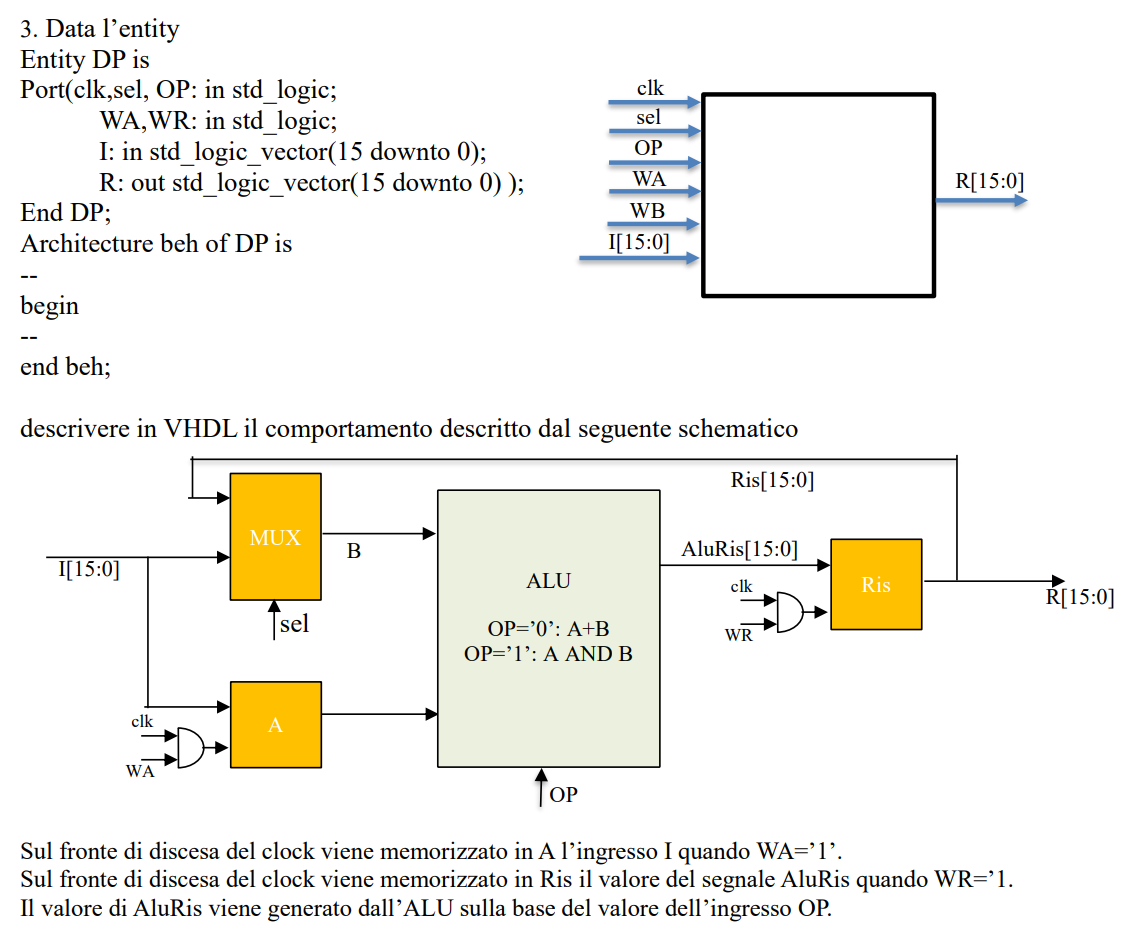 3. Data l’entity
Entity DP is
Port(clk,sel, OP: in std_logic;
WA,WR: in std_logic;
I: in std_logic_vector(15 downto 0);
R: out std_logic_vector(15 downto 0) );
End DP;
Architecture beh of DP is
--
begin
--
end beh;
clk
sel
OP
WA
WB
I[15:0]
R[15:0]
descrivere in VHDL il comportamento descritto dal seguente schematico
Ris[15:0]
MUX
B
I[15:0]
sel
ALU
OP=’0’: A+B
OP=’1’: A AND B
AluRis[15:0]
clk
WR
Ris
R[15:0]
clk
WA
A
OP
Sul fronte di discesa del clock viene memorizzato in A l’ingresso I quando WA=’1’.
Sul fronte di discesa del clock viene memorizzato in Ris il valore del segnale AluRis quando WR=’1.
Il valore di AluRis viene generato dall’ALU sulla base del valore dell’ingresso OP.